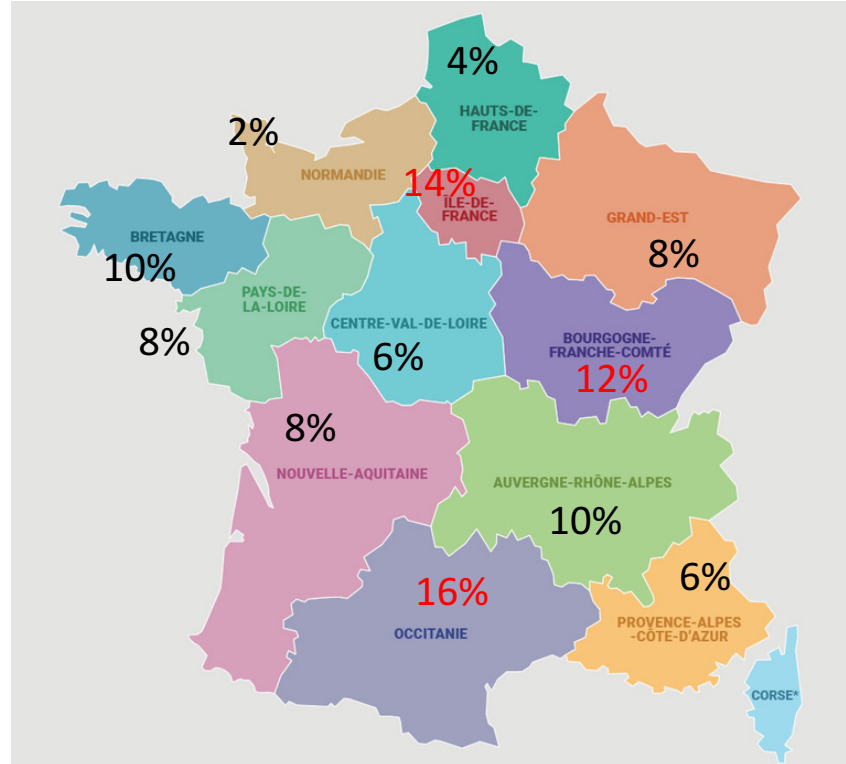 4%
HAUTS-DE-
FRANCE
2%
NORMANDIE
14%
ÎLE-DE-
FRANCE
GRAND-EST
8%
BRETAGNE
10%
PAYS-DE-
LA-LOIRE
8%
CENTRE-VAL-DE-LOIRE
6%
BOURGOGNE-
FRANCHE-COMTÉ
12%
8%
NOUVELLE-AQUITAINE
AUVERGNE-RHÔNE-ALPES
10%
16%
OCCITANIE
6%
PROVENCE-ALPES
-CÔTE-D'AZUR
CORSE*